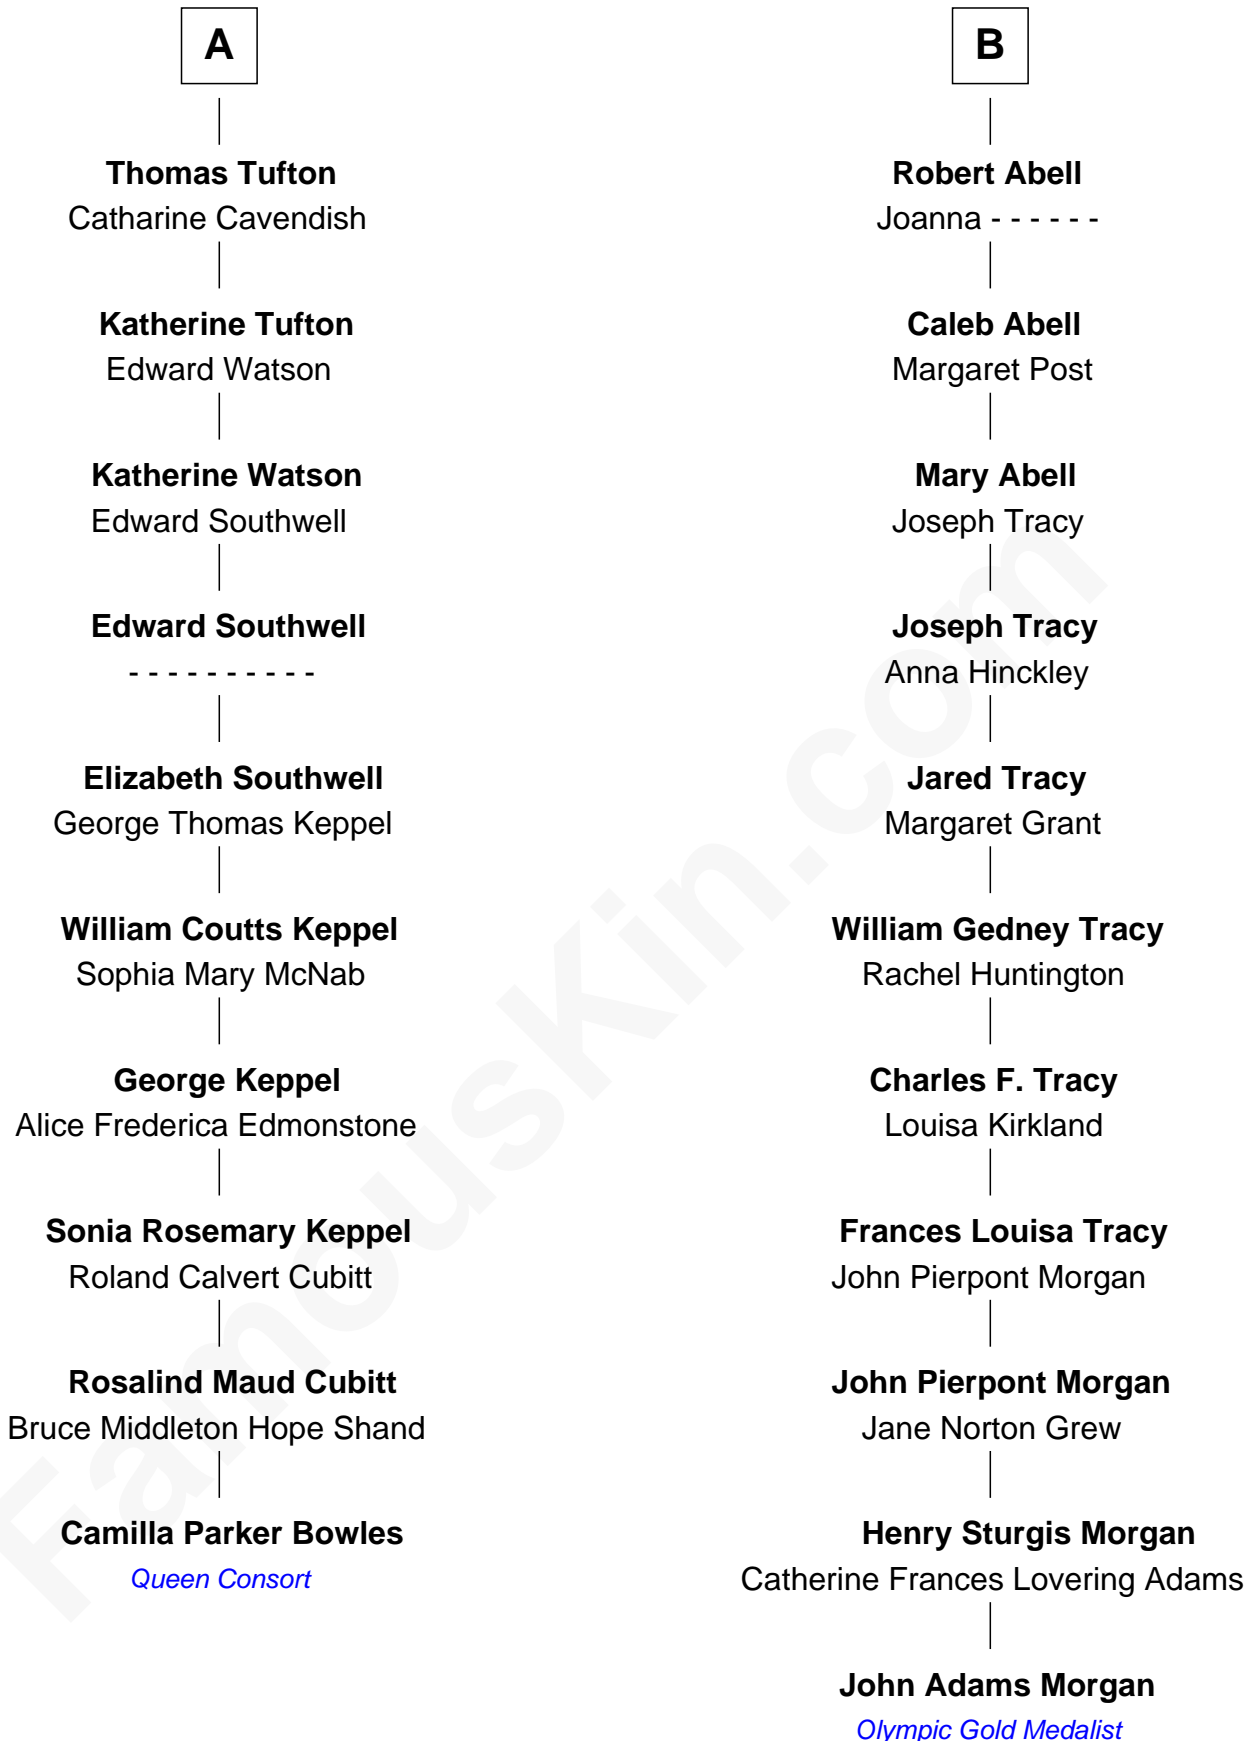 A
Thomas Tufton
Catharine Cavendish
Katherine Tufton
Edward Watson
Katherine Watson
Edward Southwell
Edward Southwell
- - - - - - - - - -
Elizabeth Southwell
George Thomas Keppel
William Coutts Keppel
Sophia Mary McNab
George Keppel
Alice Frederica Edmonstone
Sonia Rosemary Keppel
Roland Calvert Cubitt
Rosalind Maud Cubitt
Bruce Middleton Hope Shand
Camilla Parker Bowles
Queen Consort
B
Robert Abell
Joanna - - - - - -
Caleb Abell
Margaret Post
Mary Abell
Joseph Tracy
Joseph Tracy
Anna Hinckley
Jared Tracy
Margaret Grant
William Gedney Tracy
Rachel Huntington
Charles F. Tracy
Louisa Kirkland
Frances Louisa Tracy
John Pierpont Morgan
John Pierpont Morgan
Jane Norton Grew
Henry Sturgis Morgan
Catherine Frances Lovering Adams
John Adams Morgan
Olympic Gold Medalist
FamousKin.com